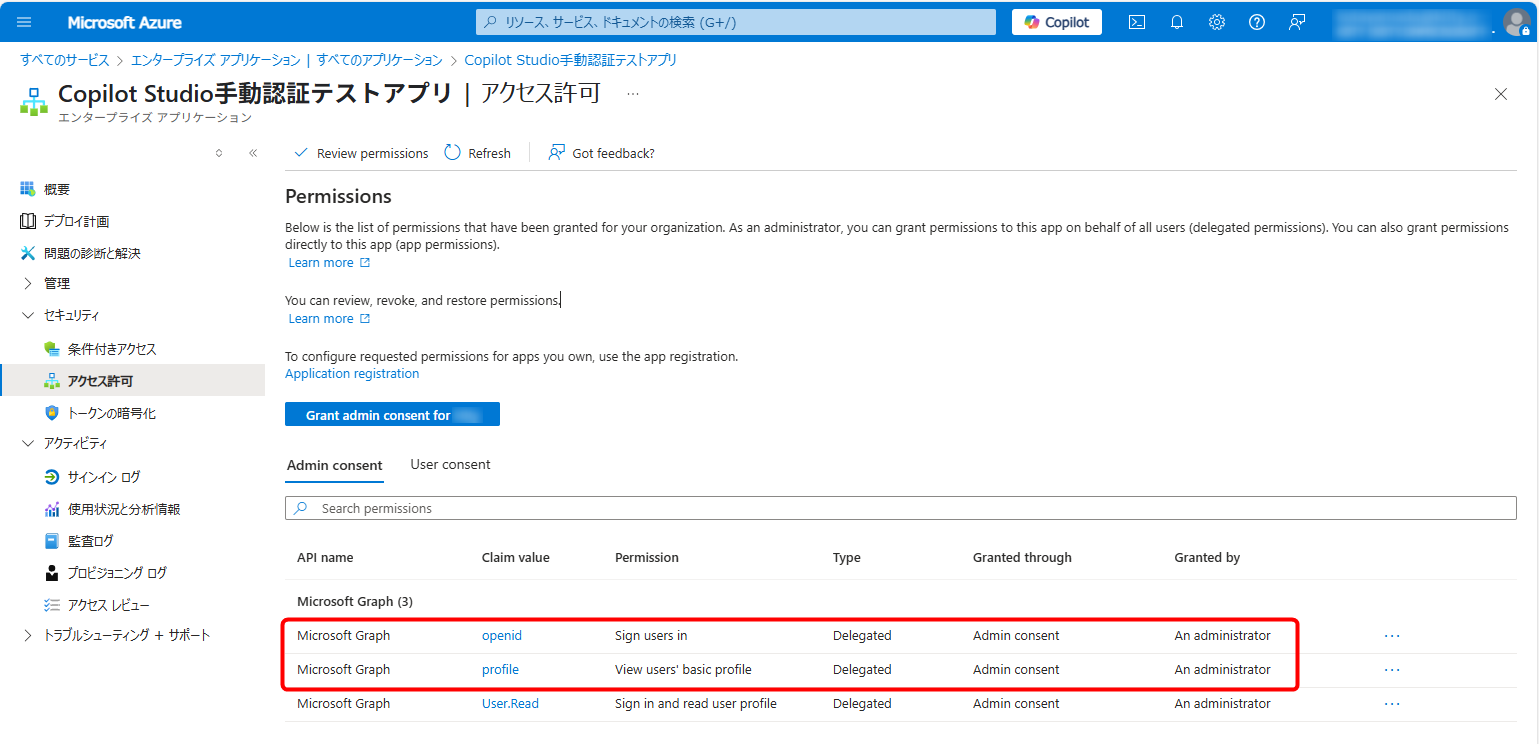 Microsoft Azure
リソース、サービス、ドキュメントの検索 (G+/)
Copilot
すべてのサービス > エンタープライズ アプリケーション | すべてのアプリケーション > Copilot Studio手動認証テストアプリ
Copilot Studio手動認証テストアプリ | アクセス許可 ...
エンタープライズ アプリケーション
Review permissions
Refresh
Got feedback?
概要
デプロイ計画
問題の診断と解決
管理
セキュリティ
条件付きアクセス
アクセス許可
トークンの暗号化
アクティビティ
サインイン ログ
使用状況と分析情報
監査ログ
プロビジョニング ログ
アクセス レビュー
トラブルシューティング + サポート
Permissions
Below is the list of permissions that have been granted for your organization. As an administrator, you can grant permissions to this app on behalf of all users (delegated permissions). You can also grant permissions
directly to this app (app permissions).
Learn more
You can review, revoke, and restore permissions.
Learn more
To configure requested permissions for apps you own, use the app registration.
Application registration
Grant admin consent for
Admin consent
User consent
Search permissions
API name Claim value Permission Type Granted through Granted by
Microsoft Graph (3)
Microsoft Graph openid Sign users in Delegated Admin consent An administrator ...
Microsoft Graph profile View users' basic profile Delegated Admin consent An administrator ...
Microsoft Graph User.Read Sign in and read user profile Delegated Admin consent An administrator ...